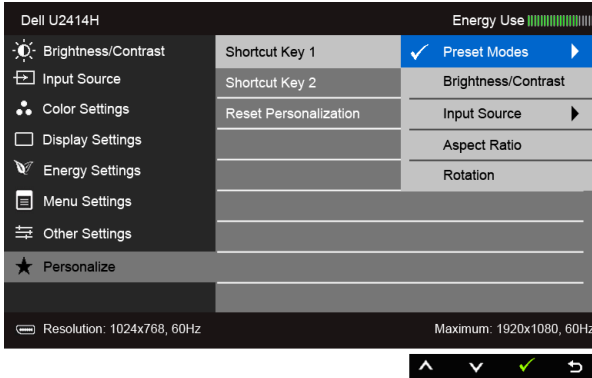 Dell U2414H
Energy Use
Brightness/Contrast
Input Source
Color Settings
Display Settings
Energy Settings
Menu Settings
Other Settings
Personalize
Shortcut Key 1
Shortcut Key 2
Reset Personalization
Preset Modes
Brightness/Contrast
Input Source
Aspect Ratio
Rotation
Resolution: 1024x768, 60Hz
Maximum: 1920x1080, 60Hz